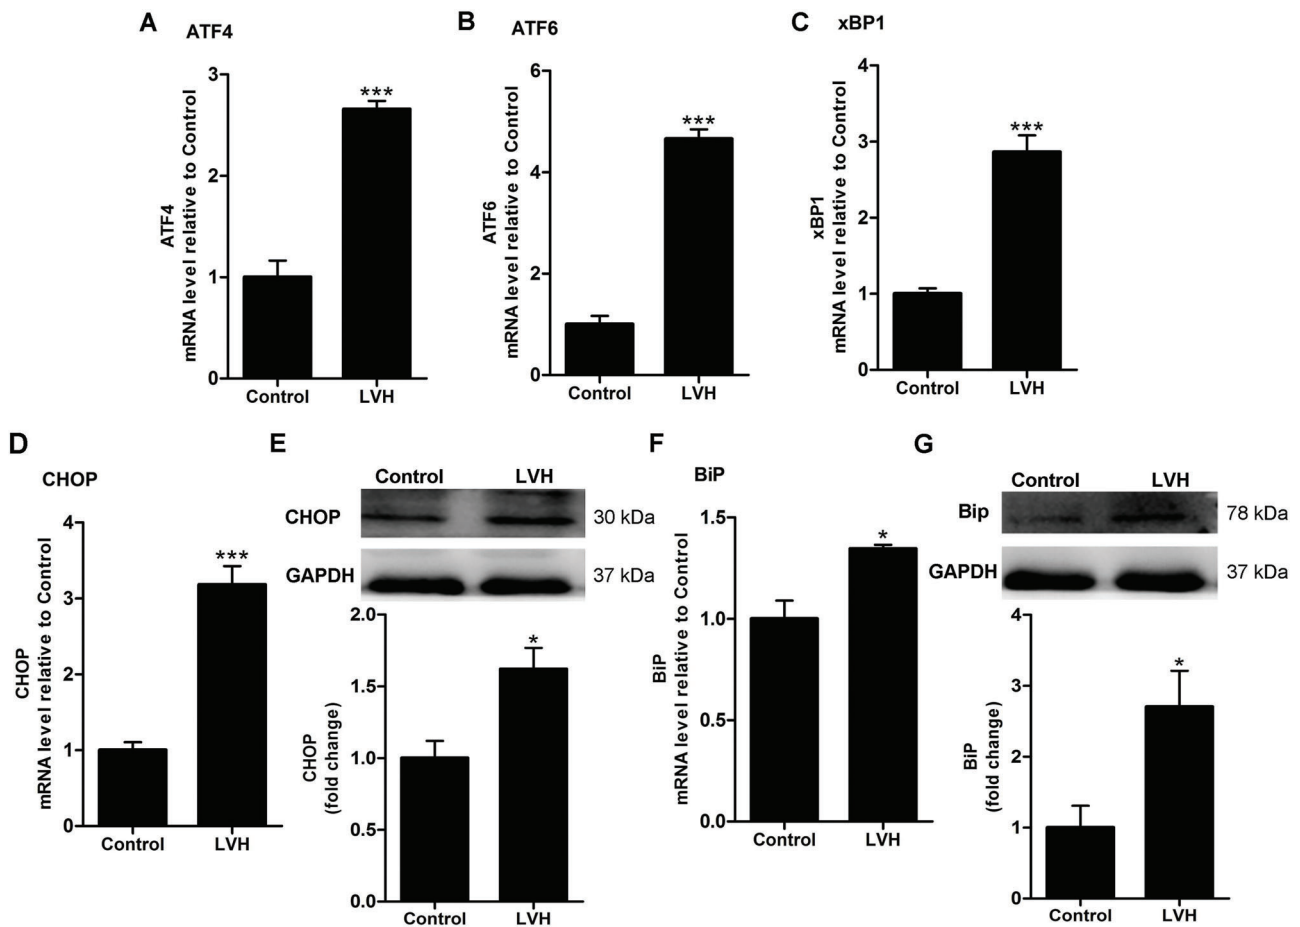 A ATF4
ATF4
mRNA level relative to Control
3
2
1
0
***
Control LVH
B ATF6
ATF6
mRNA level relative to Control
6
4
2
0
***
Control LVH
C xBP1
xBP1
mRNA level relative to Control
4
3
2
1
0
***
Control LVH
D
CHOP
CHOP
mRNA level relative to Control
4
3
2
1
0
***
Control LVH
E
Control LVH
CHOP 30 kDa
GAPDH 37 kDa
CHOP
(fold change)
2.0
1.5
1.0
0.5
0.0
*
Control LVH
F
BiP
BiP
mRNA level relative to Control
1.5
1.0
0.5
0.0
*
Control LVH
G
Control LVH
Bip 78 kDa
GAPDH 37 kDa
BiP
(fold change)
4
3
2
1
0
*
Control LVH